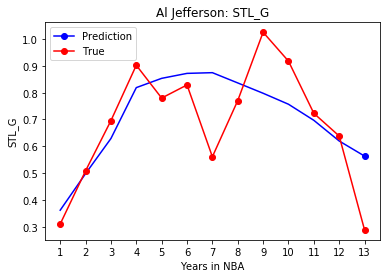 Al Jefferson: STL_G
Prediction
True
STL_G
1.0
0.9
0.8
0.7
0.6
0.5
0.4
0.3
1 2 3 4 5 6 7 8 9 10 11 12 13
Years in NBA